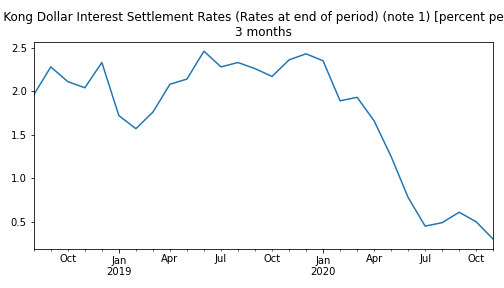 Kong Dollar Interest Settlement Rates (Rates at end of period) (note 1) [percent pe
3 months
2.5
2.0
1.5
1.0
0.5
Oct Jan Apr Jul Oct Jan Apr Jul Oct
2019 2020